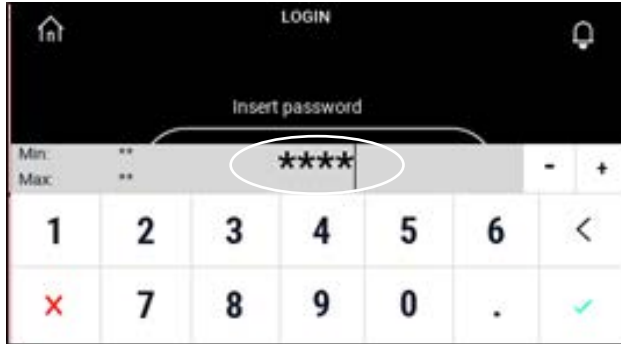 LOGIN
Insert password
Min: **
****
- +
Max: **
1 2 3 4 5 6 <
× 7 8 9 0 .